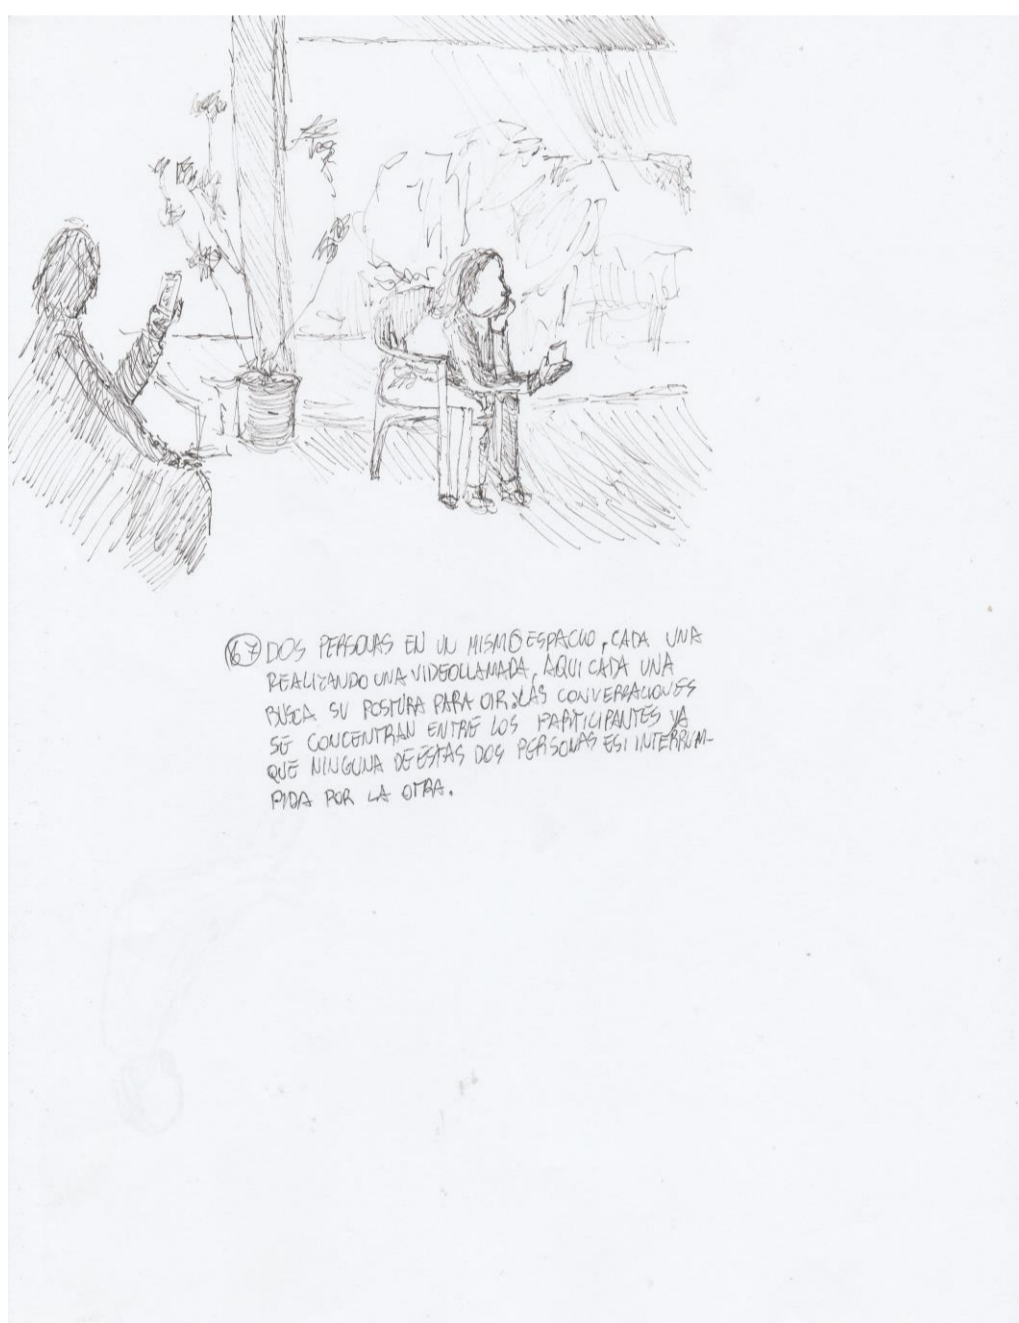 67 DOS PERSONAS EN UN MISMO ESPACIO, CADA UNA
REALIZANDO UNA VIDEOLLAMADA, AQUI CADA UNA
BUSCA SU POSTURA PARA OIR. LAS CONVERSACIONES
SE CONCENTRAN ENTRE LOS PARTICIPANTES YA
QUE NINGUNA DE ESTAS DOS PERSONAS ES INTERRUM-
PIDA POR LA OTRA.